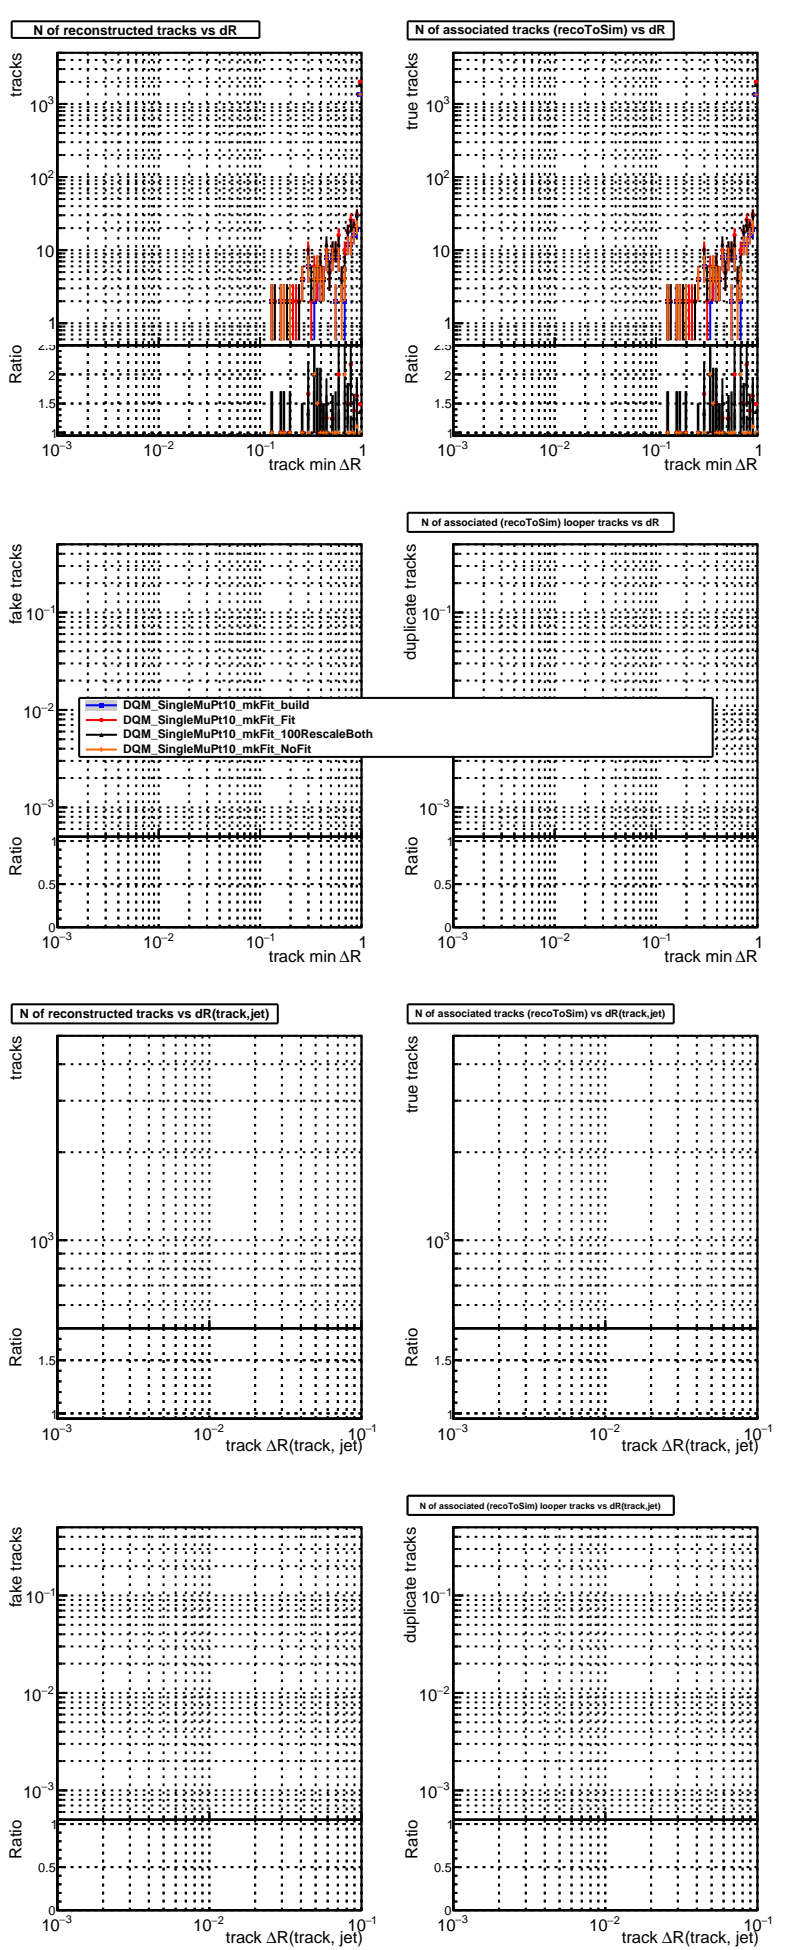 N of reconstructed tracks vs dR
tracks
10³
10²
10
1
Ratio
2.5
2
1.5
1
10⁻³ 10⁻² 10⁻¹ 1
track min ΔR
N of associated tracks (recoToSim) vs dR
true tracks
10³
10²
10
1
Ratio
2.5
2
1.5
1
10⁻³ 10⁻² 10⁻¹ 1
track min ΔR
fake tracks
10⁻¹
10⁻²
10⁻³
Ratio
1
0.5
0
10⁻³ 10⁻² 10⁻¹ 1
track min ΔR
N of associated (recoToSim) looper tracks vs dR
duplicate tracks
10⁻¹
10⁻³
Ratio
1
0.5
0
10⁻³ 10⁻² 10⁻¹ 1
track min ΔR
DQM_SingleMuPt10_mkFit_build
DQM_SingleMuPt10_mkFit_Fit
DQM_SingleMuPt10_mkFit_100RescaleBoth
DQM_SingleMuPt10_mkFit_NoFit
N of reconstructed tracks vs dR(track,jet)
tracks
10³
Ratio
1.5
1
10⁻³ 10⁻² 10⁻¹
track ΔR(track, jet)
N of associated tracks (recoToSim) vs dR(track,jet)
true tracks
10³
Ratio
1.5
1
10⁻³ 10⁻² 10⁻¹
track ΔR(track, jet)
fake tracks
10⁻¹
10⁻²
10⁻³
Ratio
1
0.5
0
10⁻³ 10⁻² 10⁻¹
track ΔR(track, jet)
N of associated (recoToSim) looper tracks vs dR(track,jet)
duplicate tracks
10⁻¹
10⁻²
10⁻³
Ratio
1
0.5
0
10⁻³ 10⁻² 10⁻¹
track ΔR(track, jet)